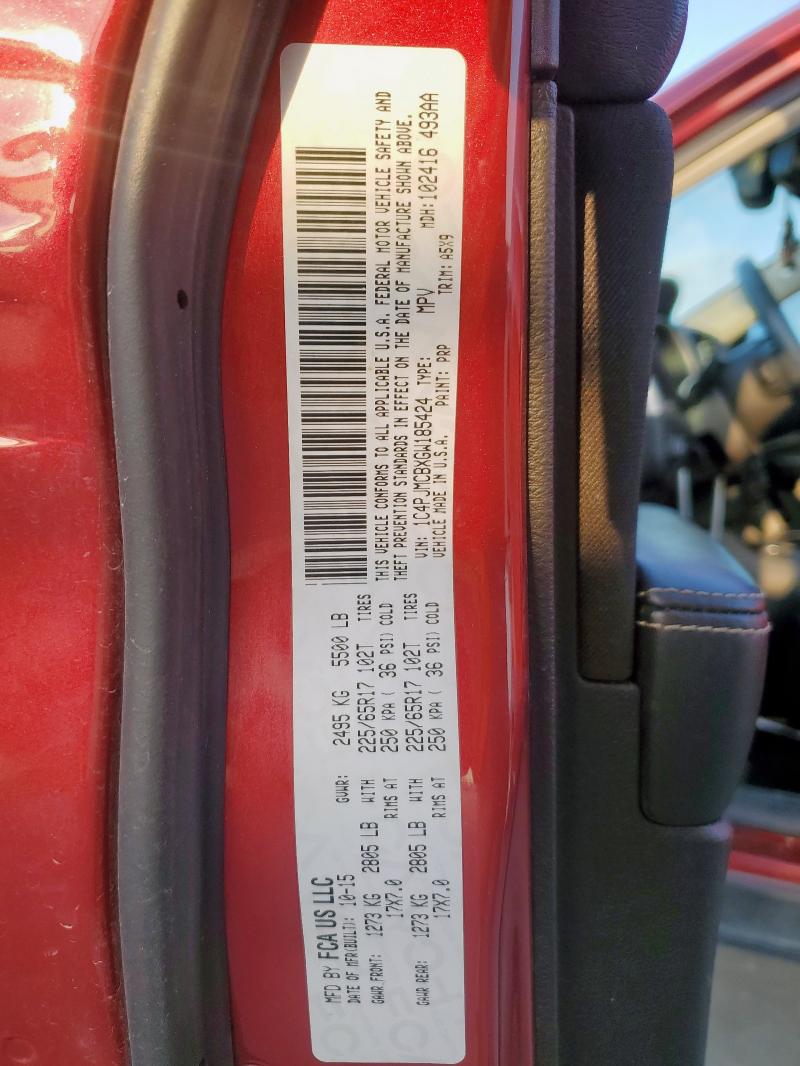 MFD BY FCA US LLC
DATE OF MFR(BUILT): 10-15 GVWR: 2495 KG 5500 LB
GAWR FRONT: 1273 KG 2805 LB WITH 225/65R17 102T TIRES
17X7.0 RIMS AT 250 KPA ( 36 PSI) COLD
GAWR REAR: 1273 KG 2805 LB WITH 225/65R17 102T TIRES
17X7.0 RIMS AT 250 KPA ( 36 PSI) COLD
THIS VEHICLE CONFORMS TO ALL APPLICABLE U.S.A. FEDERAL MOTOR VEHICLE SAFETY AND
THEFT PREVENTION STANDARDS IN EFFECT ON THE DATE OF MANUFACTURE SHOWN ABOVE.
VIN: 1C4PJMCBXGW185424 TYPE: MPV MDH:102416 493AA
VEHICLE MADE IN U.S.A. PAINT: PRP TRIM: A5X9